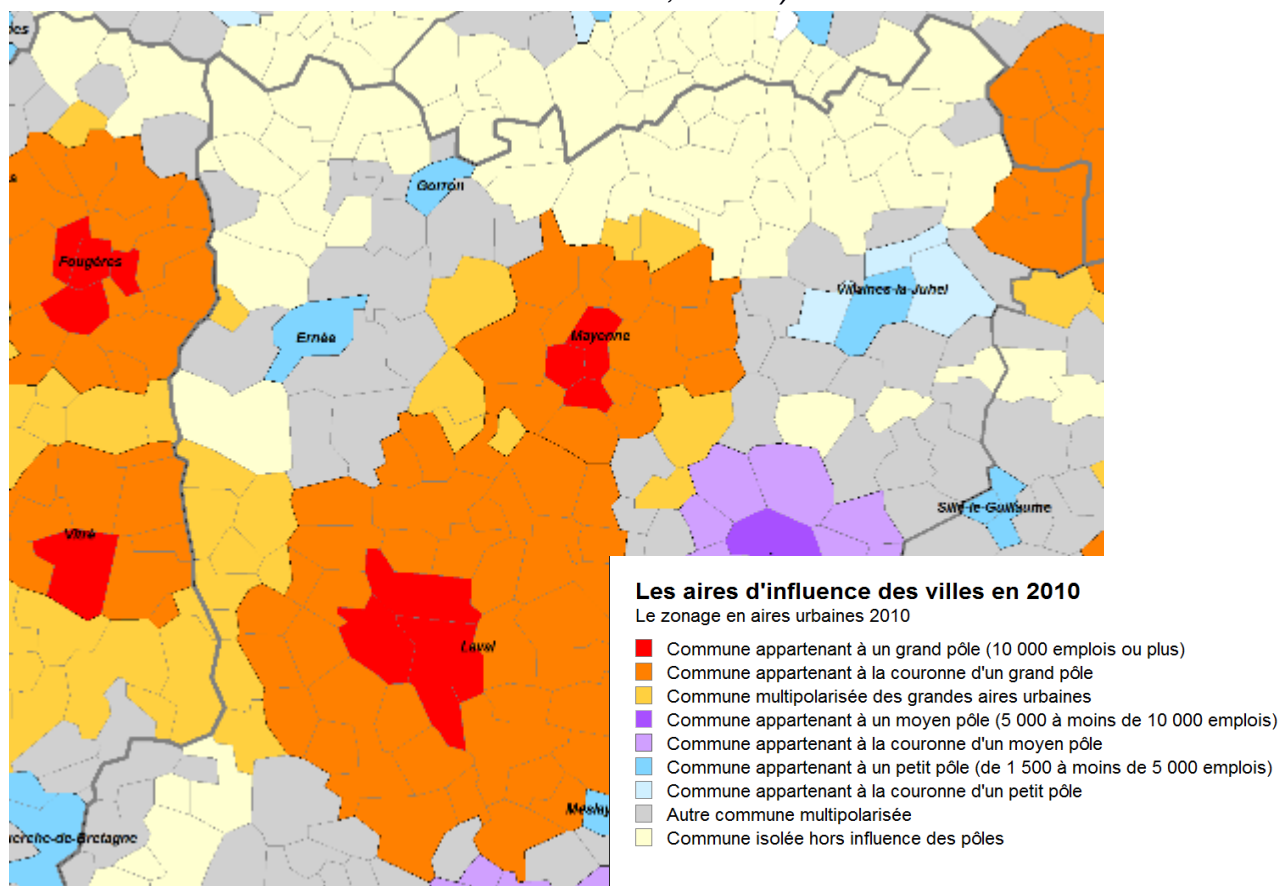 Fougères
Gorron
Ernée
Mayenne
Villaines-la-Juhel
Vitré
Sillé-le-Guillaume
Laval
Meslay
erche-de-Bretagne
Les aires d'influence des villes en 2010
Le zonage en aires urbaines 2010
Commune appartenant à un grand pôle (10 000 emplois ou plus)
Commune appartenant à la couronne d'un grand pôle
Commune multipolarisée des grandes aires urbaines
Commune appartenant à un moyen pôle (5 000 à moins de 10 000 emplois)
Commune appartenant à la couronne d'un moyen pôle
Commune appartenant à un petit pôle (de 1 500 à moins de 5 000 emplois)
Commune appartenant à la couronne d'un petit pôle
Autre commune multipolarisée
Commune isolée hors influence des pôles